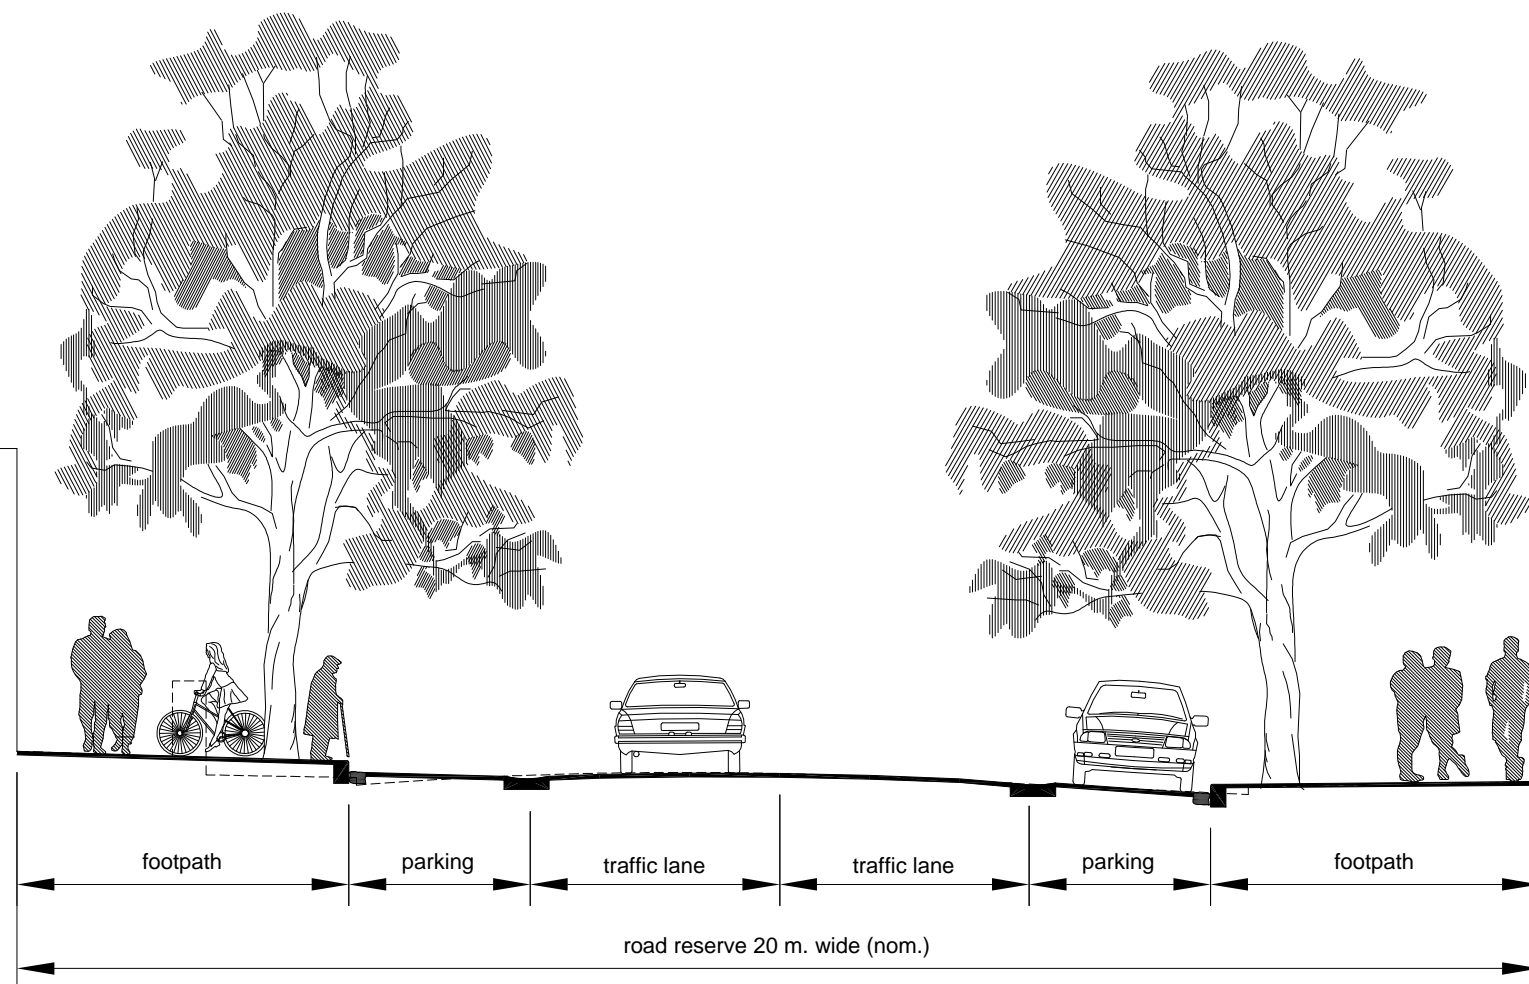 footpath
parking
traffic lane
traffic lane
parking
footpath
road reserve 20 m. wide (nom.)